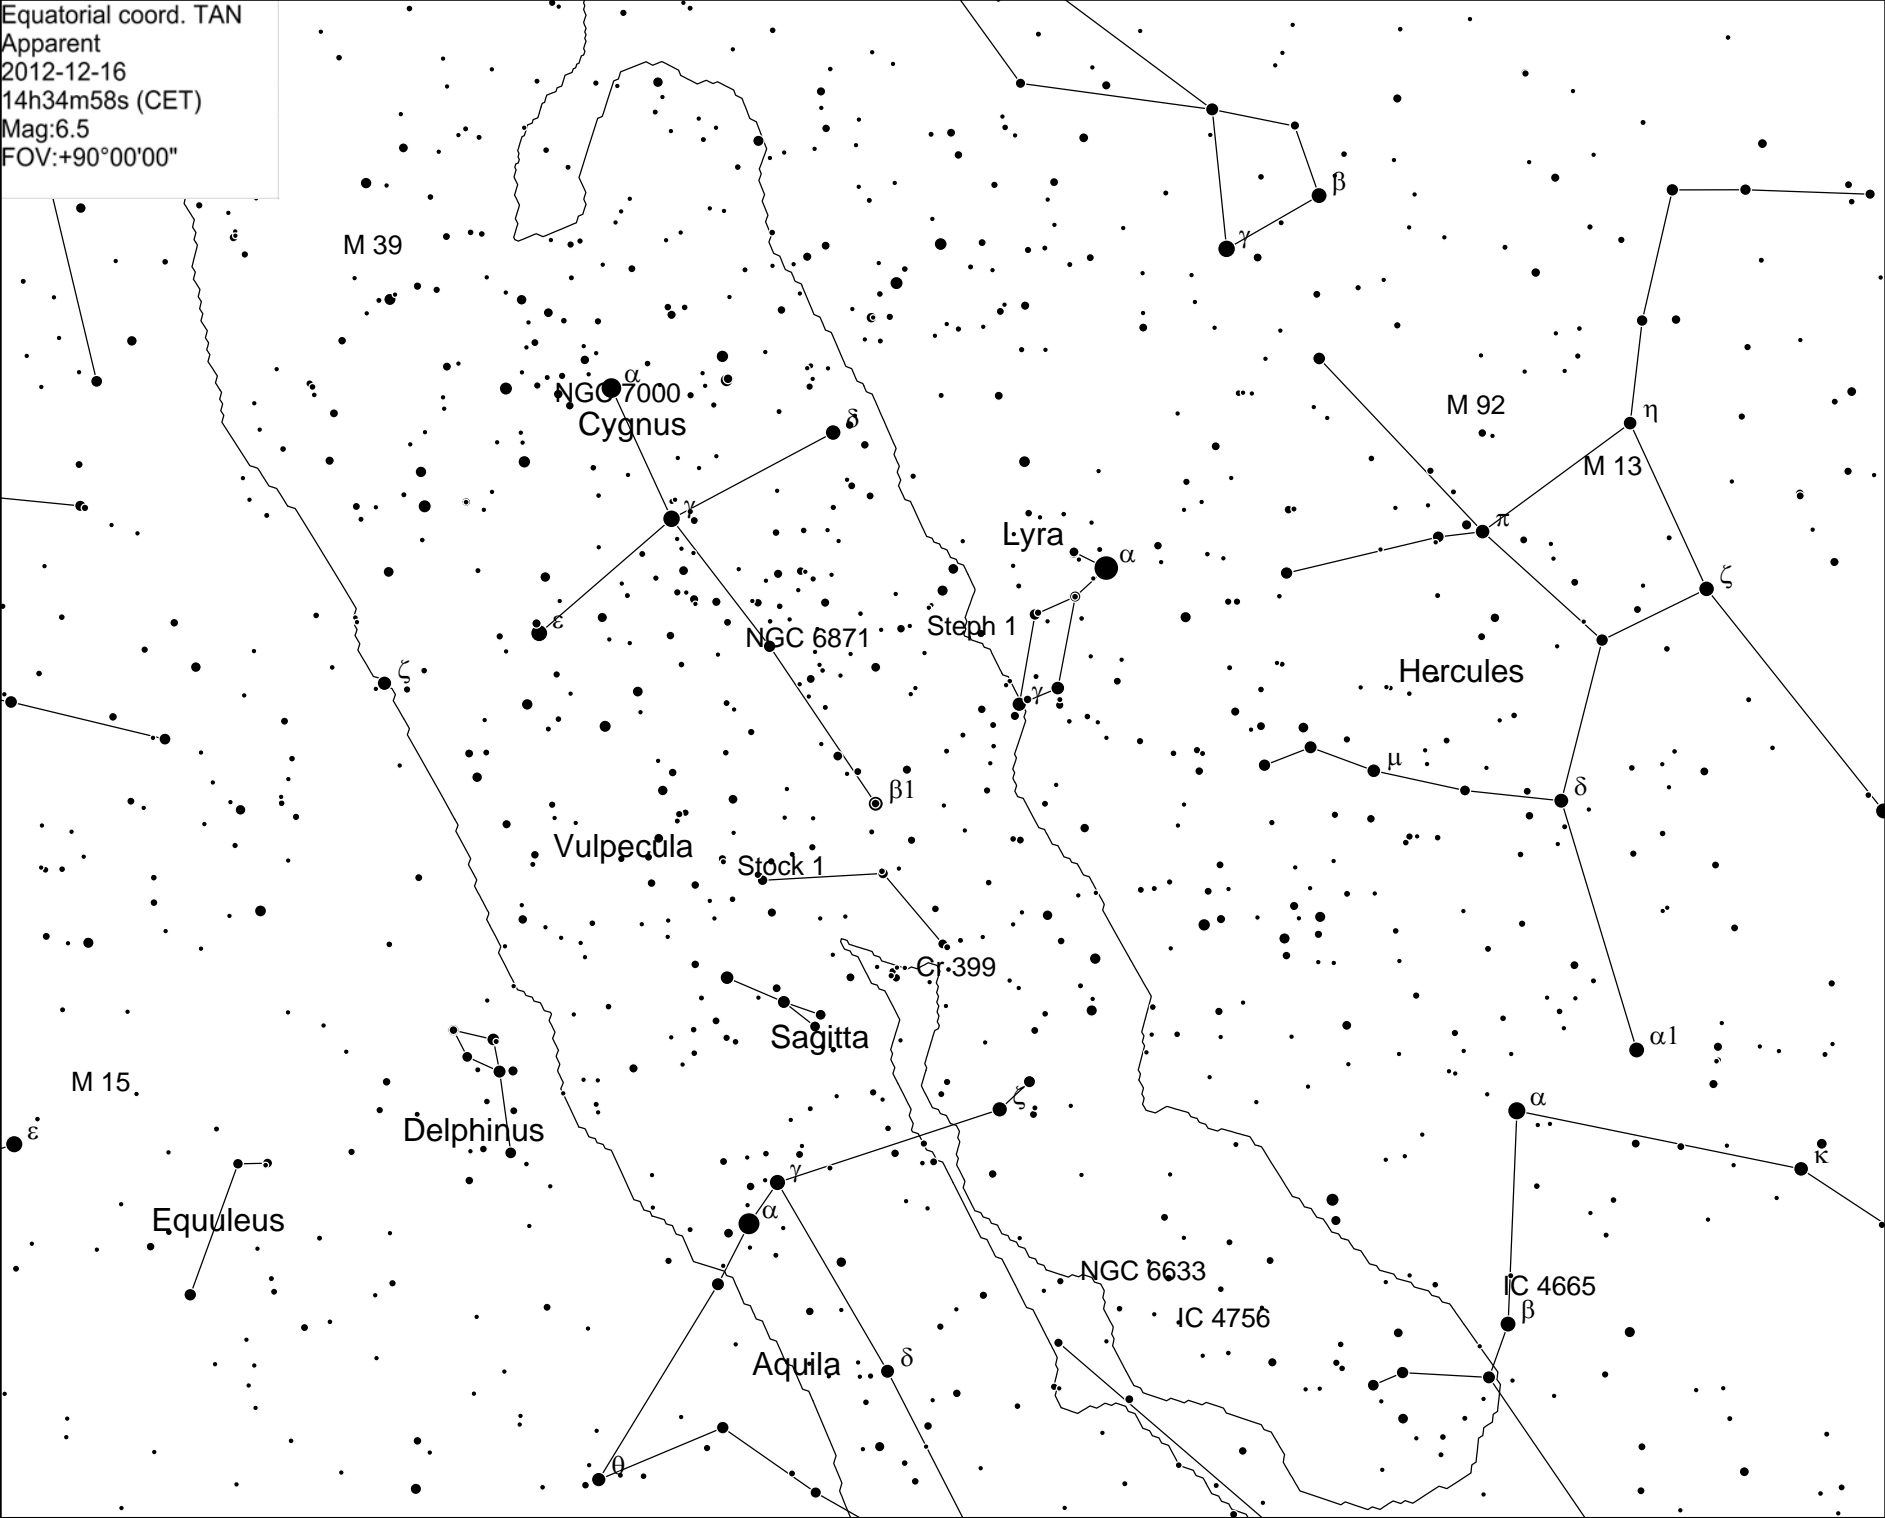 Equatorial coord. TAN
Apparent
2012-12-16
14h34m58s (CET)
Mag:6.5
FOV:+90°00'00"
β
γ
M 39
α
NGC 7000
Cygnus
δ
M 92
η
M 13
γ
π
Lyra
α
ζ
ε
Steph 1
NGC 6871
ζ
Hercules
γ
μ
β1
δ
Vulpecula
Stock 1
Cr 399
Sagitta
α1
M 15
ζ
α
ε
Delphinus
κ
γ
α
Equuleus
NGC 6633
IC 4665
IC 4756
β
Aquila
δ
θ